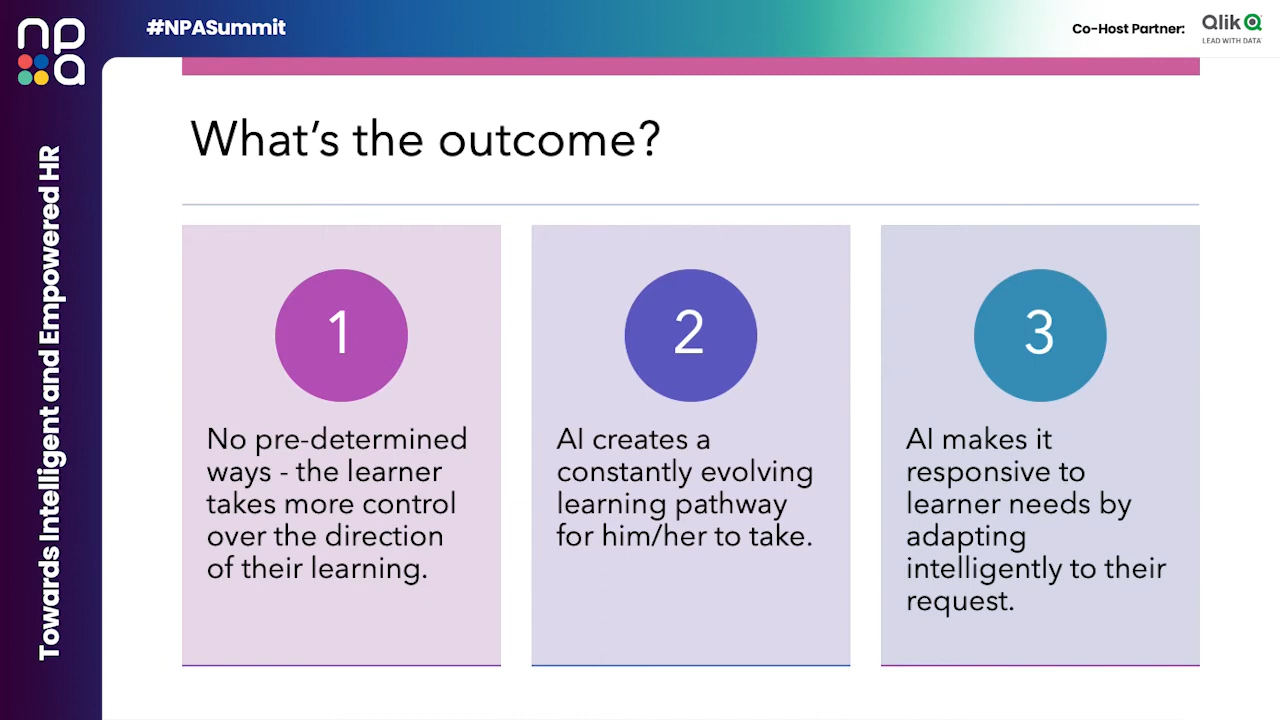 #NPASummit
Co-Host Partner:
Qlik
LEAD WITH DATA
npa
Towards Intelligent and Empowered HR
What's the outcome?
1
No pre-determined
ways - the learner
takes more control
over the direction
of their learning.
2
AI creates a
constantly evolving
learning pathway
for him/her to take.
3
AI makes it
responsive to
learner needs by
adapting
intelligently to their
request.